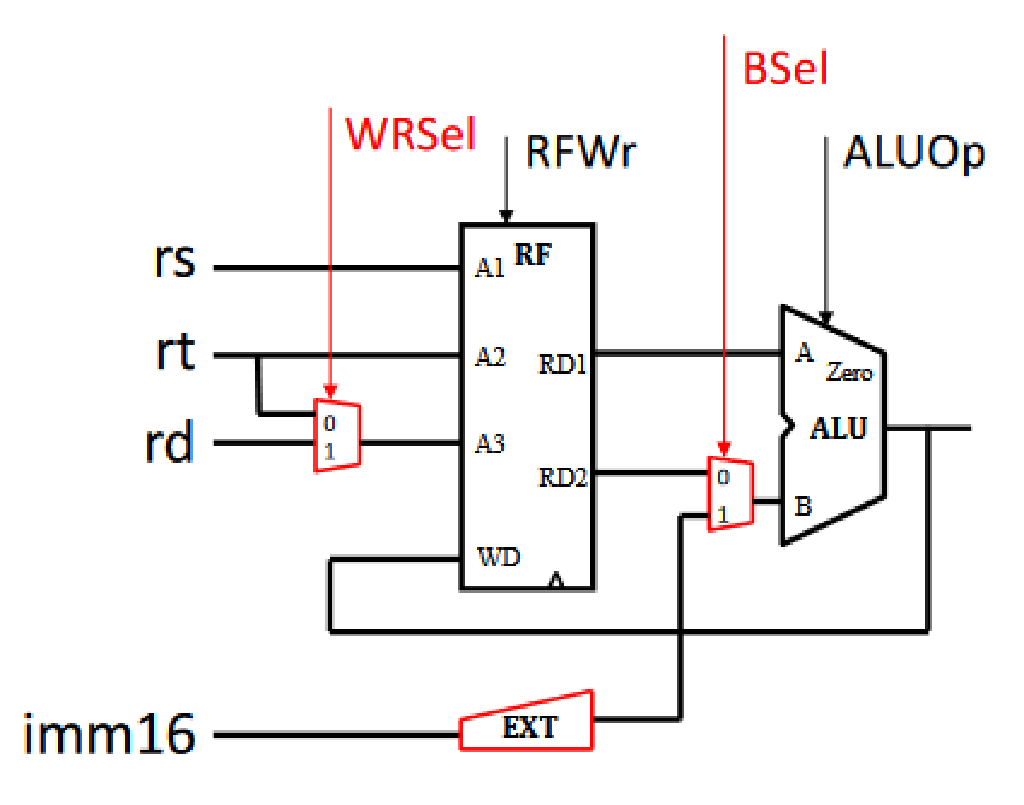 BSel
WRSel
RFWr
ALUOp
rs
A1
RF
rt
A2
RD1
A
Zero
0
1
rd
A3
ALU
RD2
0
1
B
WD
imm16
EXT